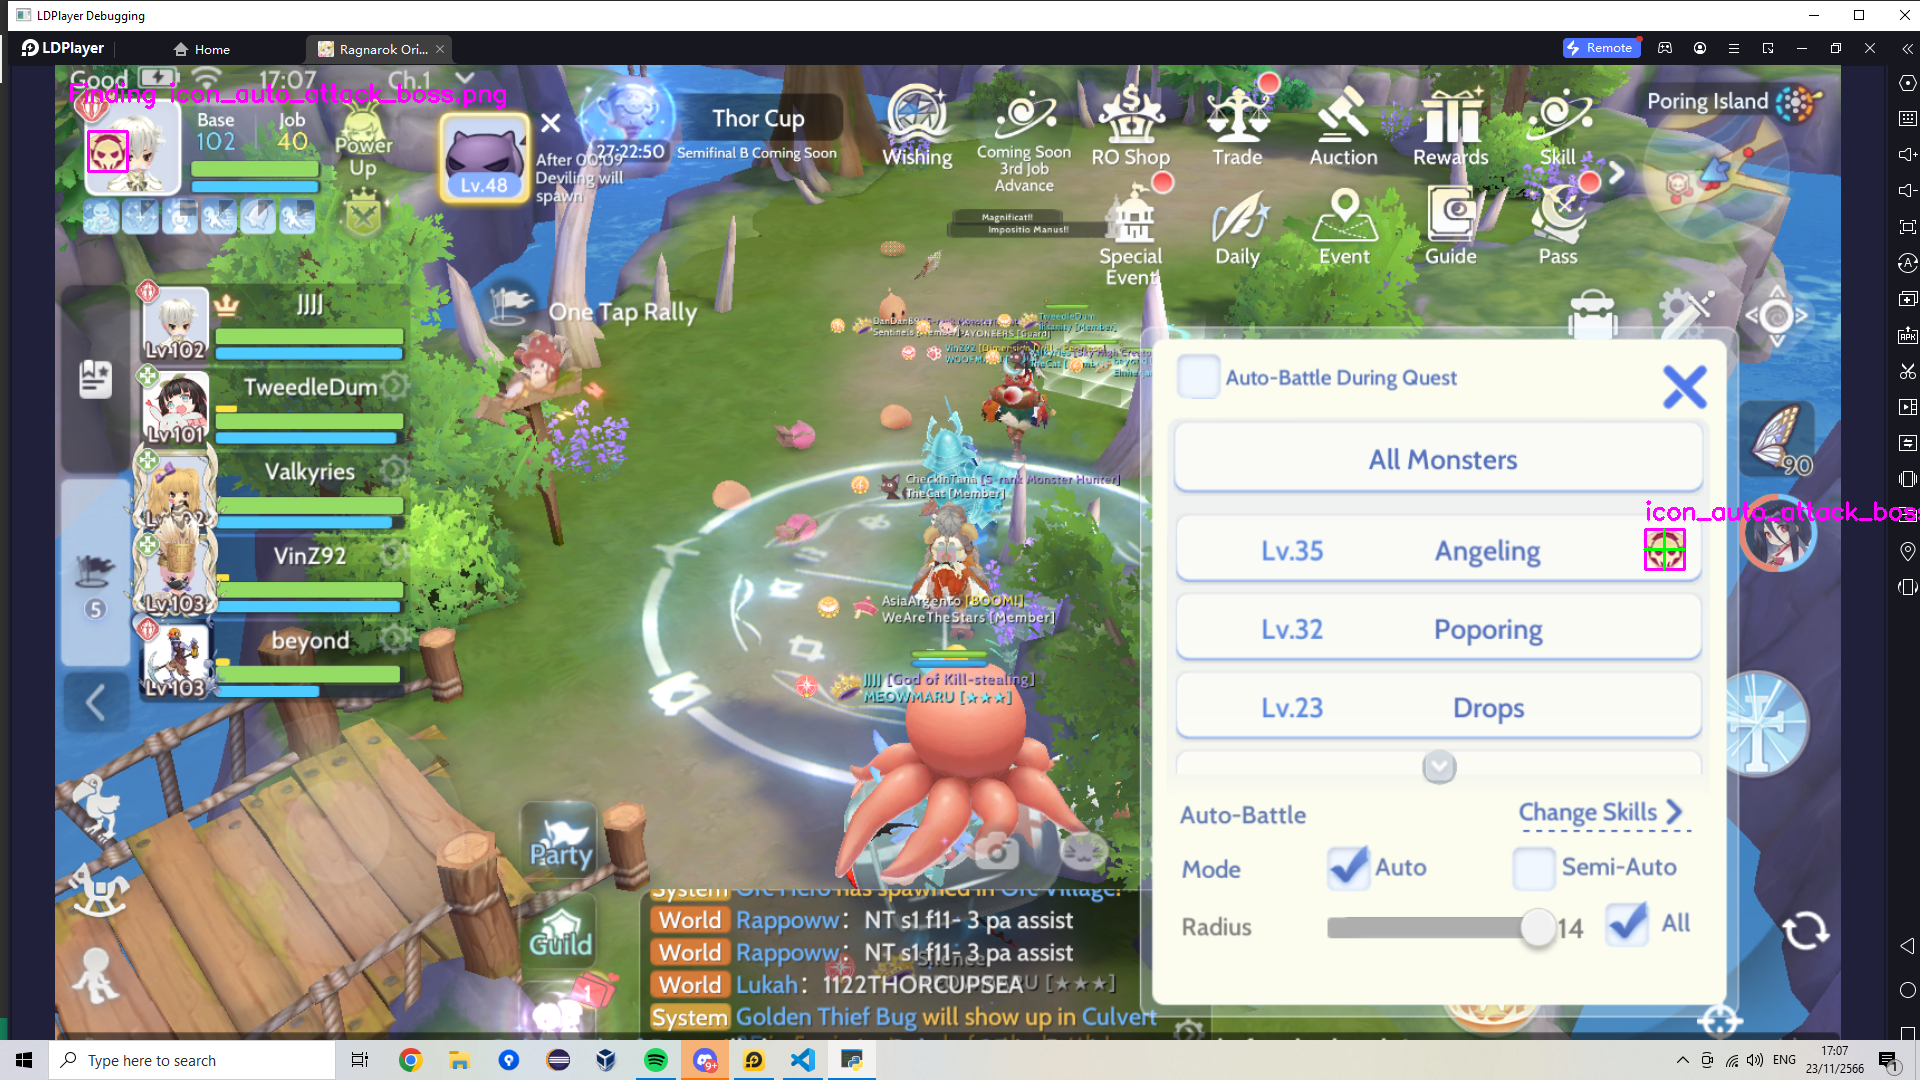 LDPlayer Debugging
LDPlayer
Home
Ragnarok Ori...
Remote
Good
17:07
Ch.1
Finding icon_auto_attack_boss.png
Base
102
Job
40
Power
Up
Lv.48
After 00:09
Deviling will
spawn
27:22:50
Thor Cup
Semifinal B Coming Soon
Wishing
Coming Soon
3rd Job
Advance
RO Shop
Trade
Auction
Rewards
Skill
Poring Island
Magnificat!!
Impositio Manus!!
Special
Event
Daily
Event
Guide
Pass
One Tap Rally
JJJJ
Lv102
TweedleDum
Lv101
Valkyries
VinZ92
Lv103
beyond
Lv103
5
TweedleDum
CheckInTana [S-rank Monster Hunter]
TheCat [Member]
AsiaArgento [BOOM!]
WeAreTheStars [Member]
JJJJ [God of Kill-stealing]
MEOWMARU [★★★]
Auto-Battle During Quest
All Monsters
Lv.35 Angeling
icon_auto_attack_boss
Lv.32 Poporing
Lv.23 Drops
Auto-Battle
Change Skills
Mode
Auto
Semi-Auto
Radius
14
All
90
Party
Guild
1
System Orc Hero has spawned in Orc Village!
World Rappoww: NT s1.f11- 3 pa assist
World Rappoww: NT s1.f11- 3 pa assist
World Lukah: 1122THORCUPSEA
System Golden Thief Bug will show up in Culvert
Type here to search
9+
ENG
17:07
23/11/2566
1